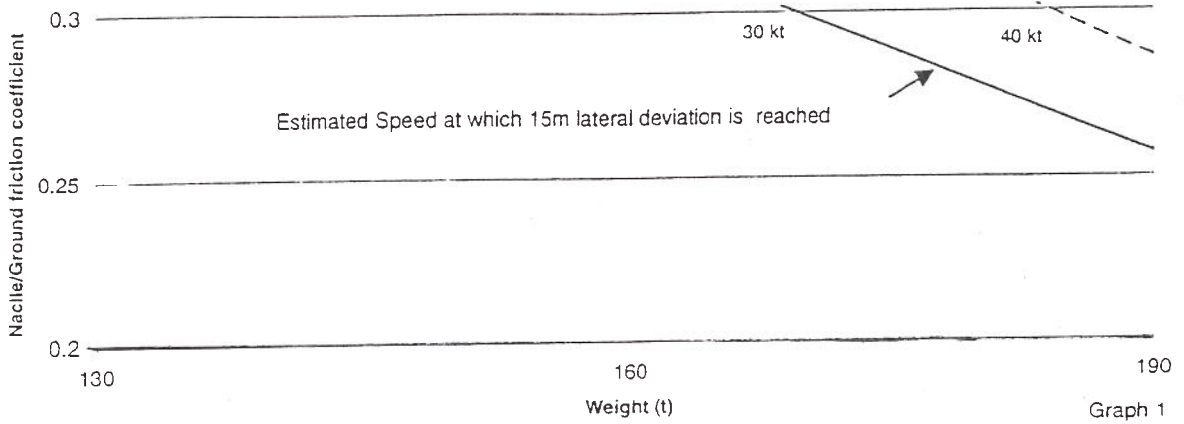 0.3
30 kt
40 kt
Estimated Speed at which 15m lateral deviation is reached
Naclle/Ground friction coefficient
0.25
0.2
130
160
190
Weight (t)
Graph 1